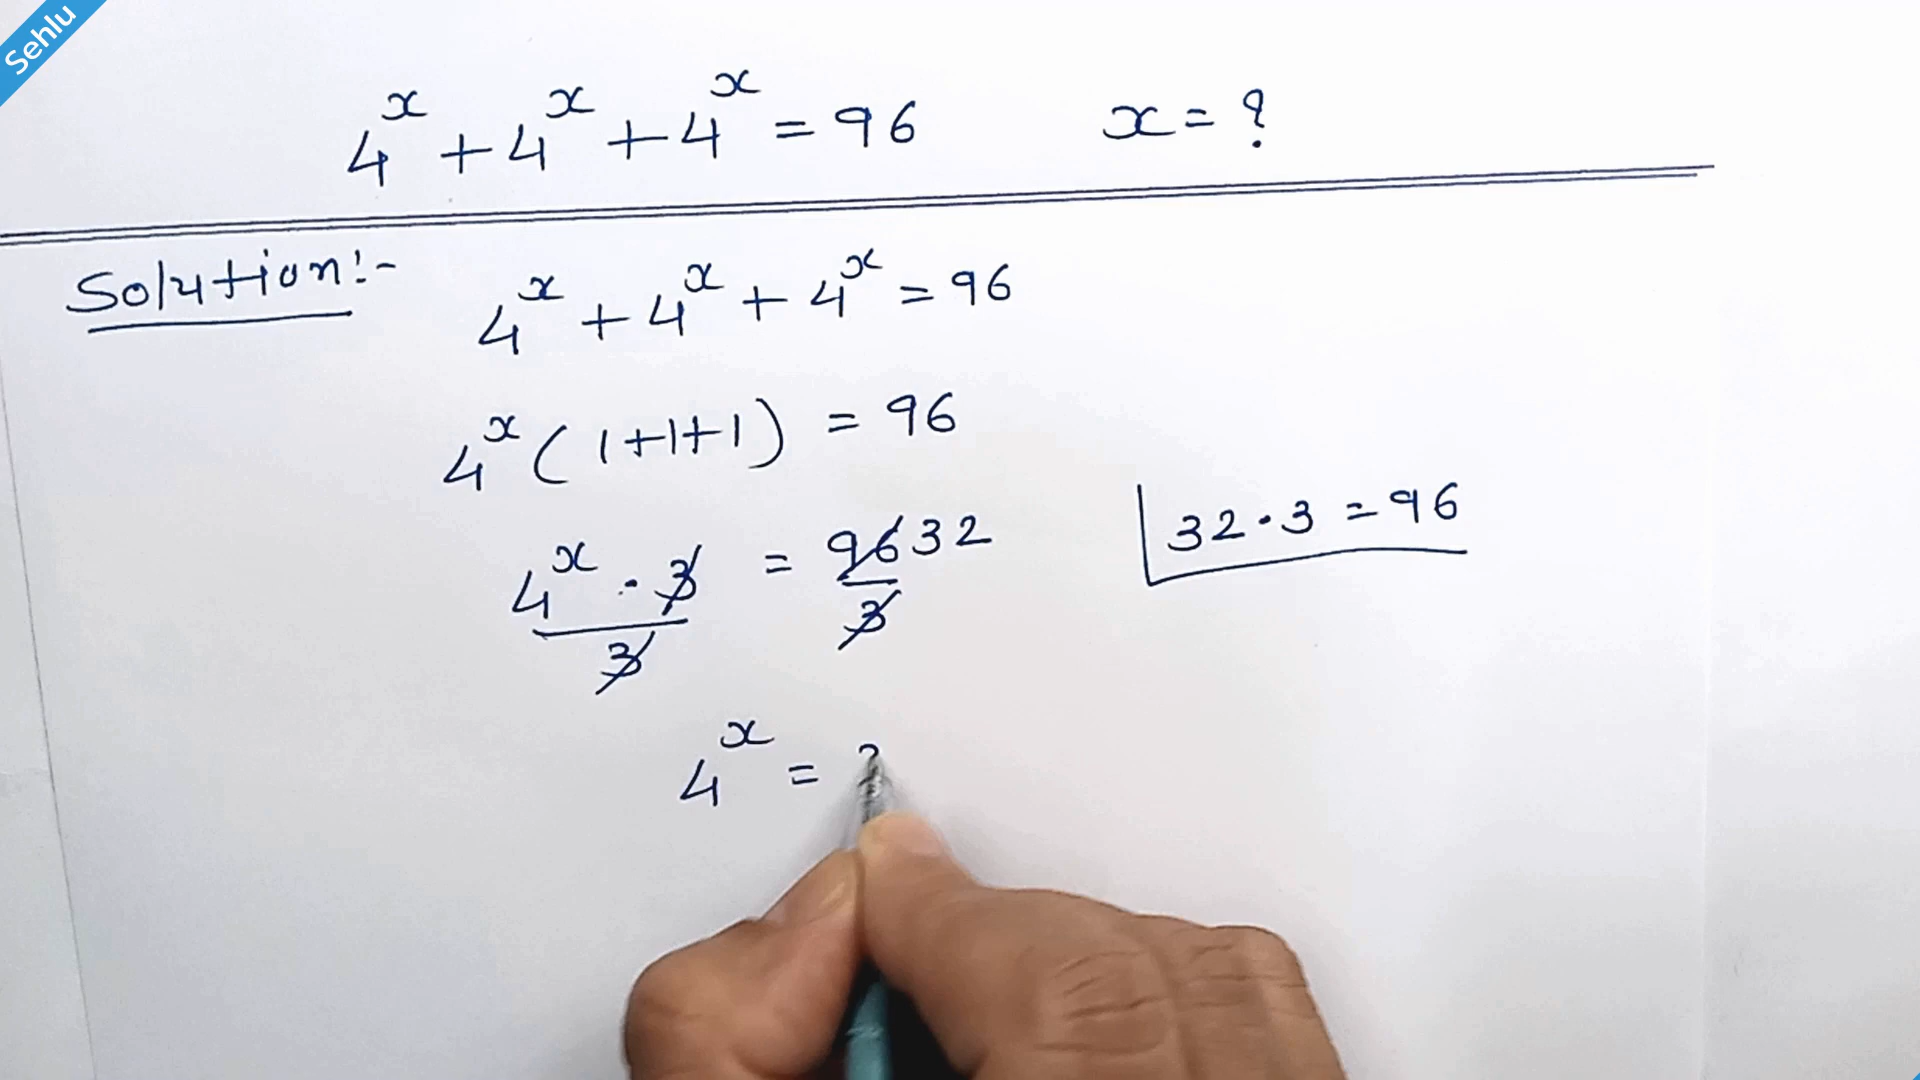 Sehlu
4^x + 4^x + 4^x = 96 x = ?
Solution:- 4^x + 4^x + 4^x = 96
4^x (1+1+1) = 96
4^x · 3 / 3 = 96 / 3 32
32 · 3 = 96
4^x =